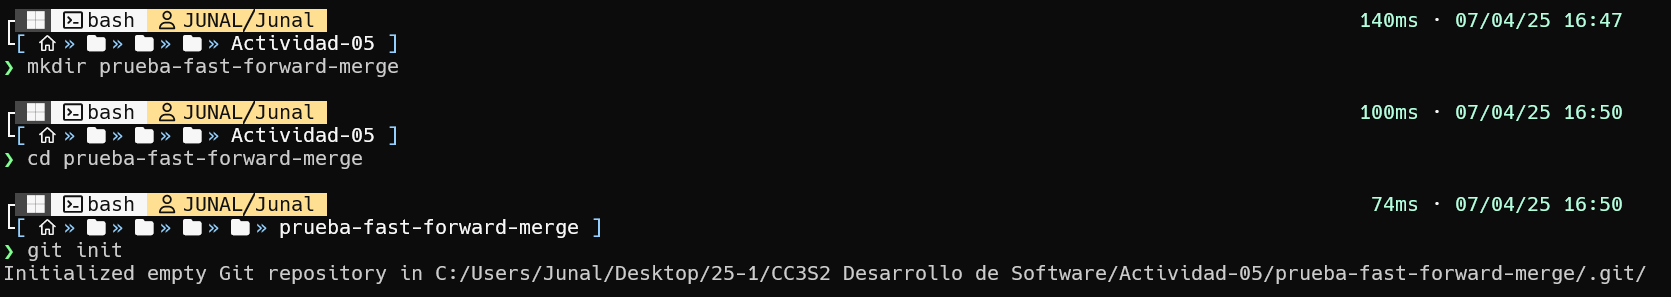 bash JUNAL/Junal 140ms · 07/04/25 16:47
[ » » » » Actividad-05 ]
❯ mkdir prueba-fast-forward-merge
bash JUNAL/Junal 100ms · 07/04/25 16:50
[ » » » » Actividad-05 ]
❯ cd prueba-fast-forward-merge
bash JUNAL/Junal 74ms · 07/04/25 16:50
[ » » » » » prueba-fast-forward-merge ]
❯ git init
Initialized empty Git repository in C:/Users/Junal/Desktop/25-1/CC3S2 Desarrollo de Software/Actividad-05/prueba-fast-forward-merge/.git/